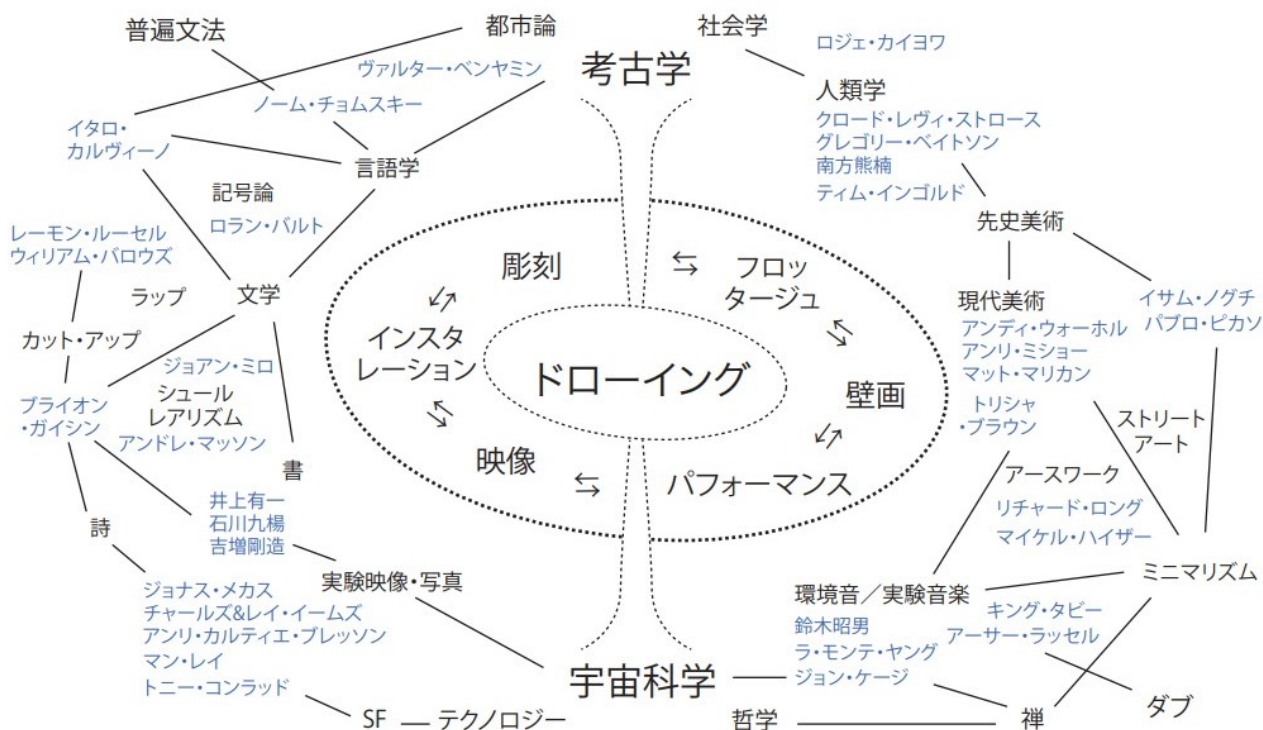 普遍文法
都市論
ヴァルター・ベンヤミン
ノーム・チョムスキー
イタロ・
カルヴィーノ
言語学
記号論
ロラン・バルト
レーモン・ルーセル
ウィリアム・バロウズ
ラップ
文学
カット・アップ
ジョアン・ミロ
シュール
レアリズム
アンドレ・マッソン
ブライオン
・ガイシン
書
井上有一
石川九楊
吉増剛造
詩
実験映像・写真
ジョナス・メカス
チャールズ&レイ・イームズ
アンリ・カルティエ・ブレッソン
マン・レイ
トニー・コンラッド
SF
テクノロジー
考古学
彫刻
⇆
フロッ
タージュ
インスタ
レーション
ドローイング
壁画
映像
⇆
パフォーマンス
宇宙科学
哲学
社会学
ロジェ・カイヨワ
人類学
クロード・レヴィ・ストロース
グレゴリー・ベイトソン
南方熊楠
ティム・インゴルド
先史美術
現代美術
アンディ・ウォーホル
アンリ・ミショー
マット・マリカン
トリシャ
・ブラウン
イサム・ノグチ
パブロ・ピカソ
ストリート
アート
アースワーク
リチャード・ロング
マイケル・ハイザー
ミニマリズム
環境音／実験音楽
キング・タビー
アーサー・ラッセル
鈴木昭男
ラ・モンテ・ヤング
ジョン・ケージ
禅
ダブ